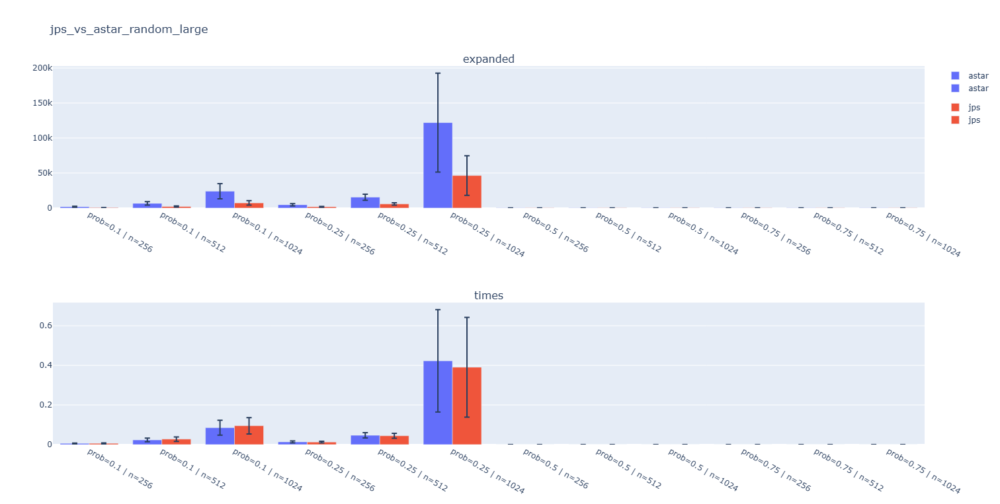 jps_vs_astar_random_large
expanded
200k
150k
100k
50k
0
astar
astar
jps
jps
prob=0.1 | n=256
prob=0.1 | n=512
prob=0.1 | n=1024
prob=0.25 | n=256
prob=0.25 | n=512
prob=0.25 | n=1024
prob=0.5 | n=256
prob=0.5 | n=512
prob=0.5 | n=1024
prob=0.75 | n=256
prob=0.75 | n=512
prob=0.75 | n=1024
times
0.6
0.4
0.2
0
prob=0.1 | n=256
prob=0.1 | n=512
prob=0.1 | n=1024
prob=0.25 | n=256
prob=0.25 | n=512
prob=0.25 | n=1024
prob=0.5 | n=256
prob=0.5 | n=512
prob=0.5 | n=1024
prob=0.75 | n=256
prob=0.75 | n=512
prob=0.75 | n=1024